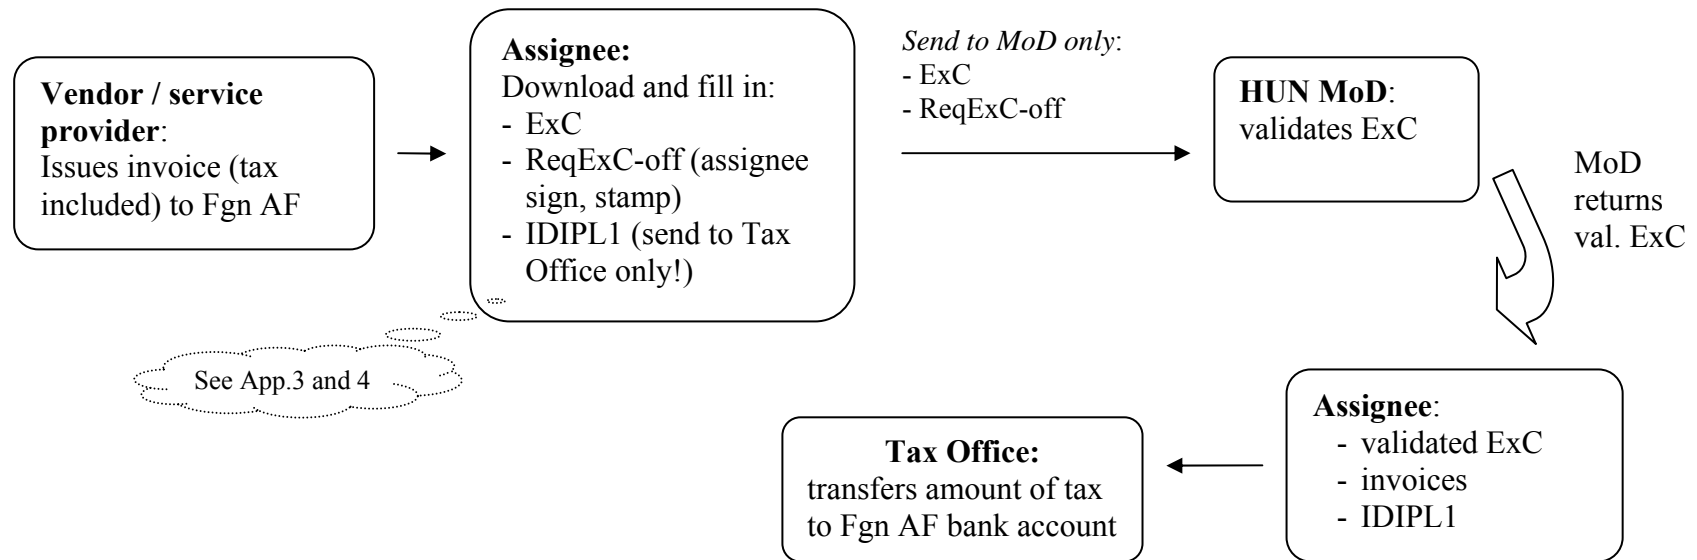 Vendor / service
provider:
Issues invoice (tax
included) to Fgn AF
Assignee:
Download and fill in:
- ExC
- ReqExC-off (assignee
sign, stamp)
- IDIPL1 (send to Tax
Office only!)
See App.3 and 4
Send to MoD only:
- ExC
- ReqExC-off
HUN MoD:
validates ExC
MoD
returns
val. ExC
Assignee:
- validated ExC
- invoices
- IDIPL1
Tax Office:
transfers amount of tax
to Fgn AF bank account